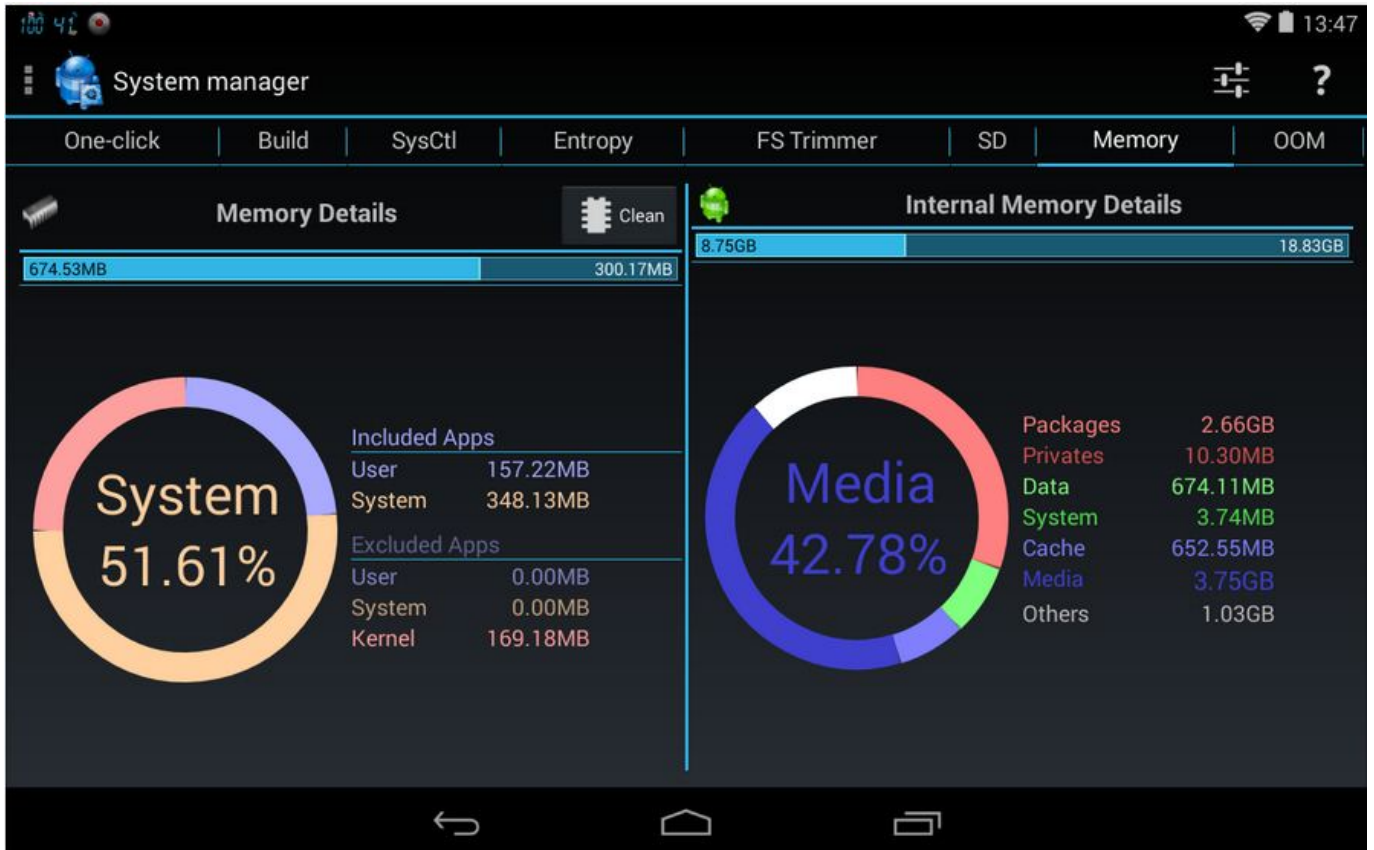 100 41° 13:47
System manager ?
One-click Build SysCtl Entropy FS Trimmer SD Memory OOM
Memory Details Clean
674.53MB 300.17MB
System
51.61%
Included Apps
User 157.22MB
System 348.13MB
Excluded Apps
User 0.00MB
System 0.00MB
Kernel 169.18MB
Internal Memory Details
8.75GB 18.83GB
Media
42.78%
Packages 2.66GB
Privates 10.30MB
Data 674.11MB
System 3.74MB
Cache 652.55MB
Media 3.75GB
Others 1.03GB